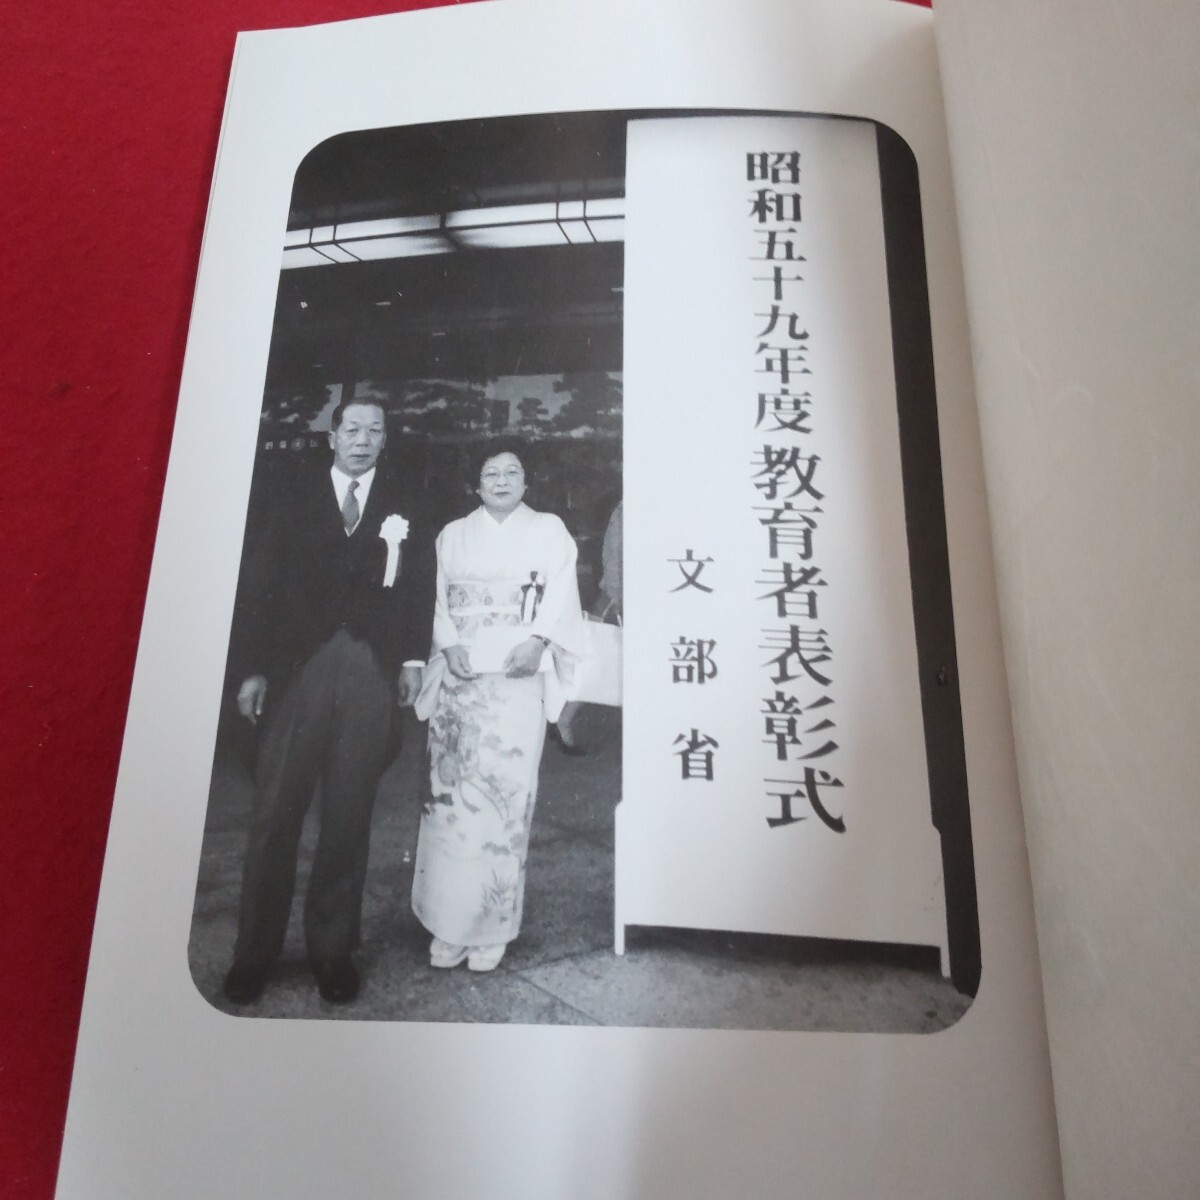 昭和五十九年度教育者表彰式
文部省